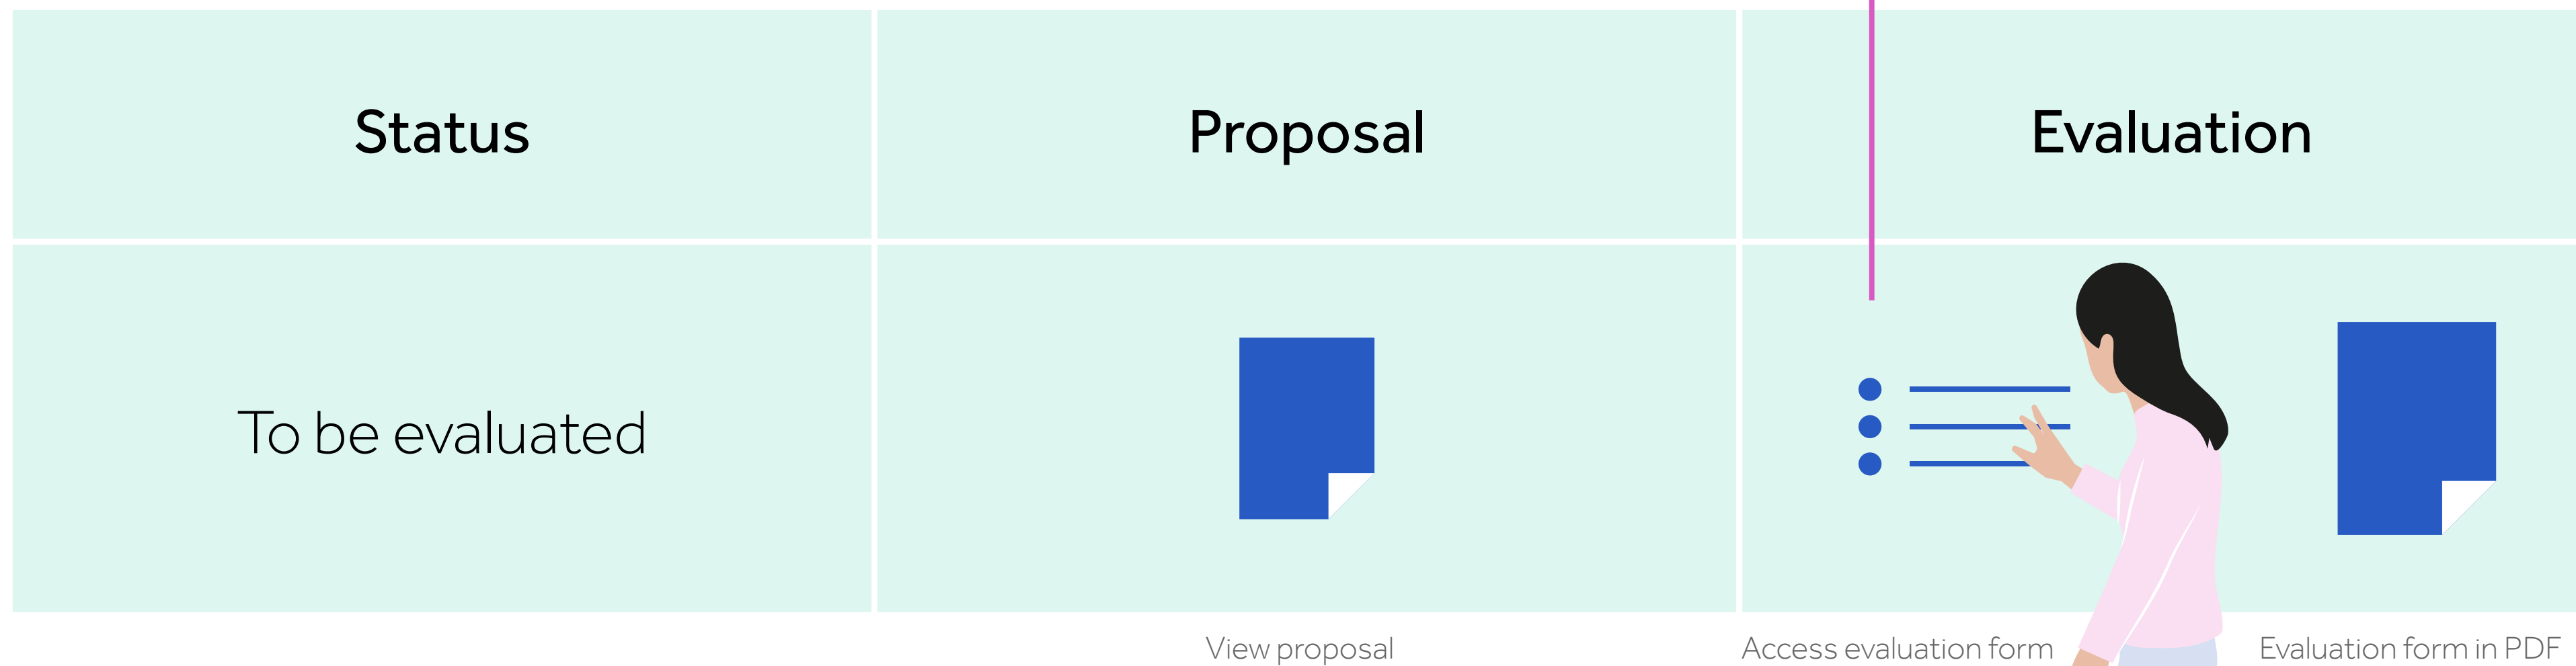 Status
Proposal
Evaluation
To be evaluated
View proposal
Access evaluation form
Evaluation form in PDF